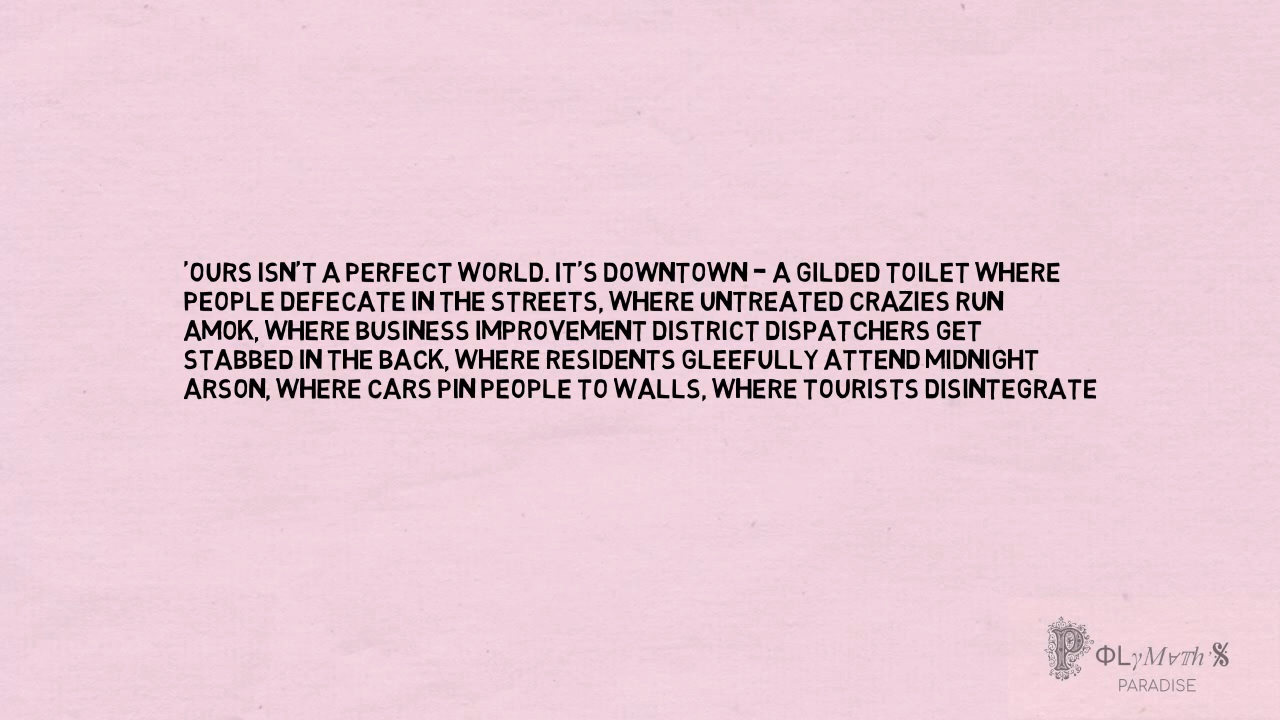 'OURS ISN'T A PERFECT WORLD. IT'S DOWNTOWN - A GILDED TOILET WHERE
PEOPLE DEFECATE IN THE STREETS, WHERE UNTREATED CRAZIES RUN
AMOK, WHERE BUSINESS IMPROVEMENT DISTRICT DISPATCHERS GET
STABBED IN THE BACK, WHERE RESIDENTS GLEEFULLY ATTEND MIDNIGHT
ARSON, WHERE CARS PIN PEOPLE TO WALLS, WHERE TOURISTS DISINTEGRATE
PΦLyM∀Th'S
PARADISE